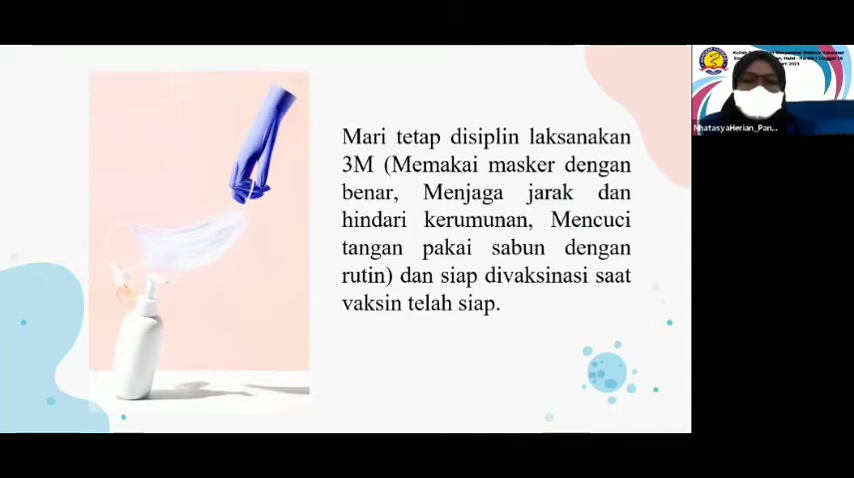 Mari tetap disiplin laksanakan
3M (Memakai masker dengan
benar, Menjaga jarak dan
hindari kerumunan, Mencuci
tangan pakai sabun dengan
rutin) dan siap divaksinasi saat
vaksin telah siap.
NhatasyaHerian_Pan...